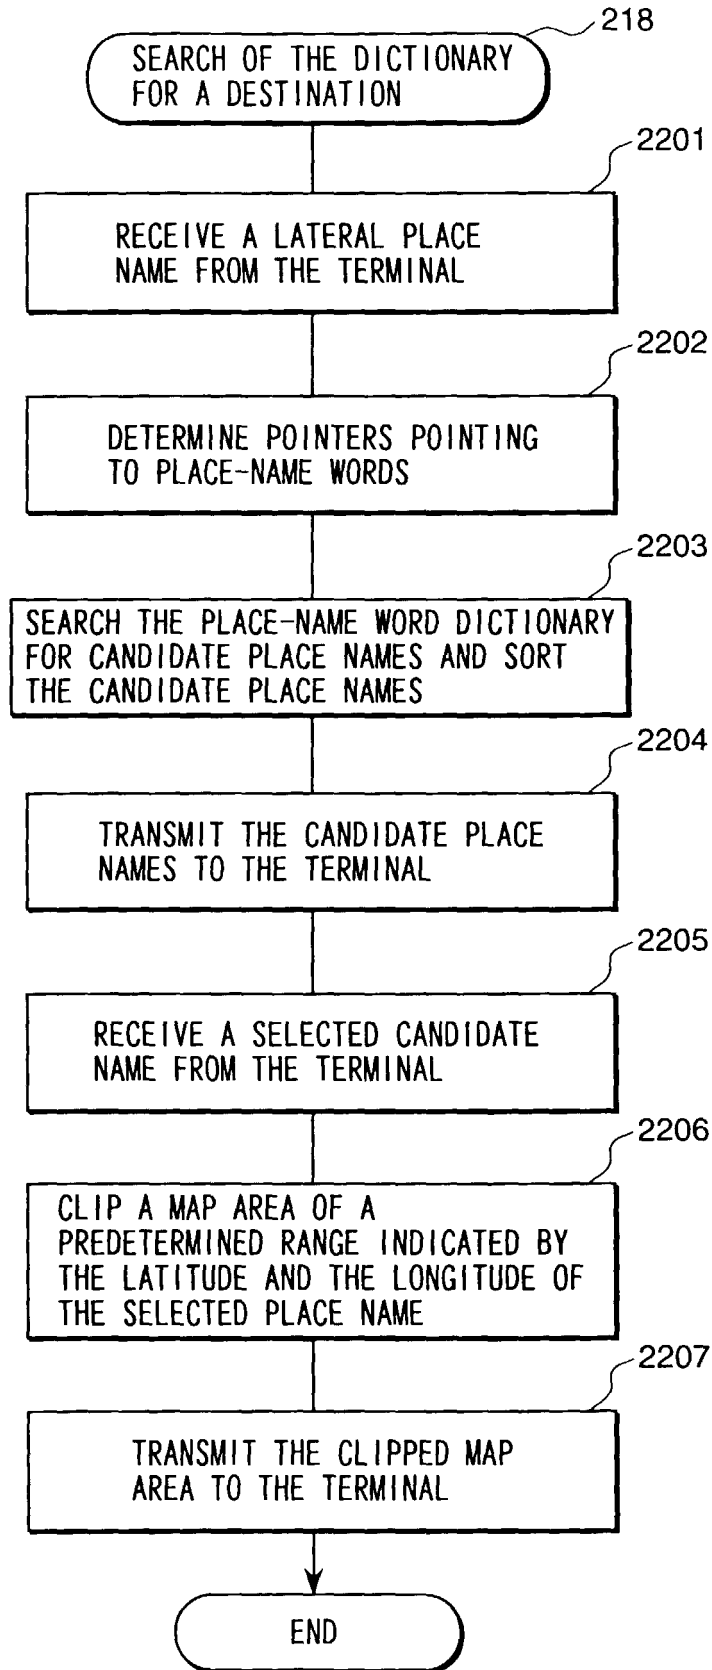 218
SEARCH OF THE DICTIONARY
FOR A DESTINATION
2201
RECEIVE A LATERAL PLACE
NAME FROM THE TERMINAL
2202
DETERMINE POINTERS POINTING
TO PLACE-NAME WORDS
2203
SEARCH THE PLACE-NAME WORD DICTIONARY
FOR CANDIDATE PLACE NAMES AND SORT
THE CANDIDATE PLACE NAMES
2204
TRANSMIT THE CANDIDATE PLACE
NAMES TO THE TERMINAL
2205
RECEIVE A SELECTED CANDIDATE
NAME FROM THE TERMINAL
2206
CLIP A MAP AREA OF A
PREDETERMINED RANGE INDICATED BY
THE LATITUDE AND THE LONGITUDE OF
THE SELECTED PLACE NAME
2207
TRANSMIT THE CLIPPED MAP
AREA TO THE TERMINAL
END